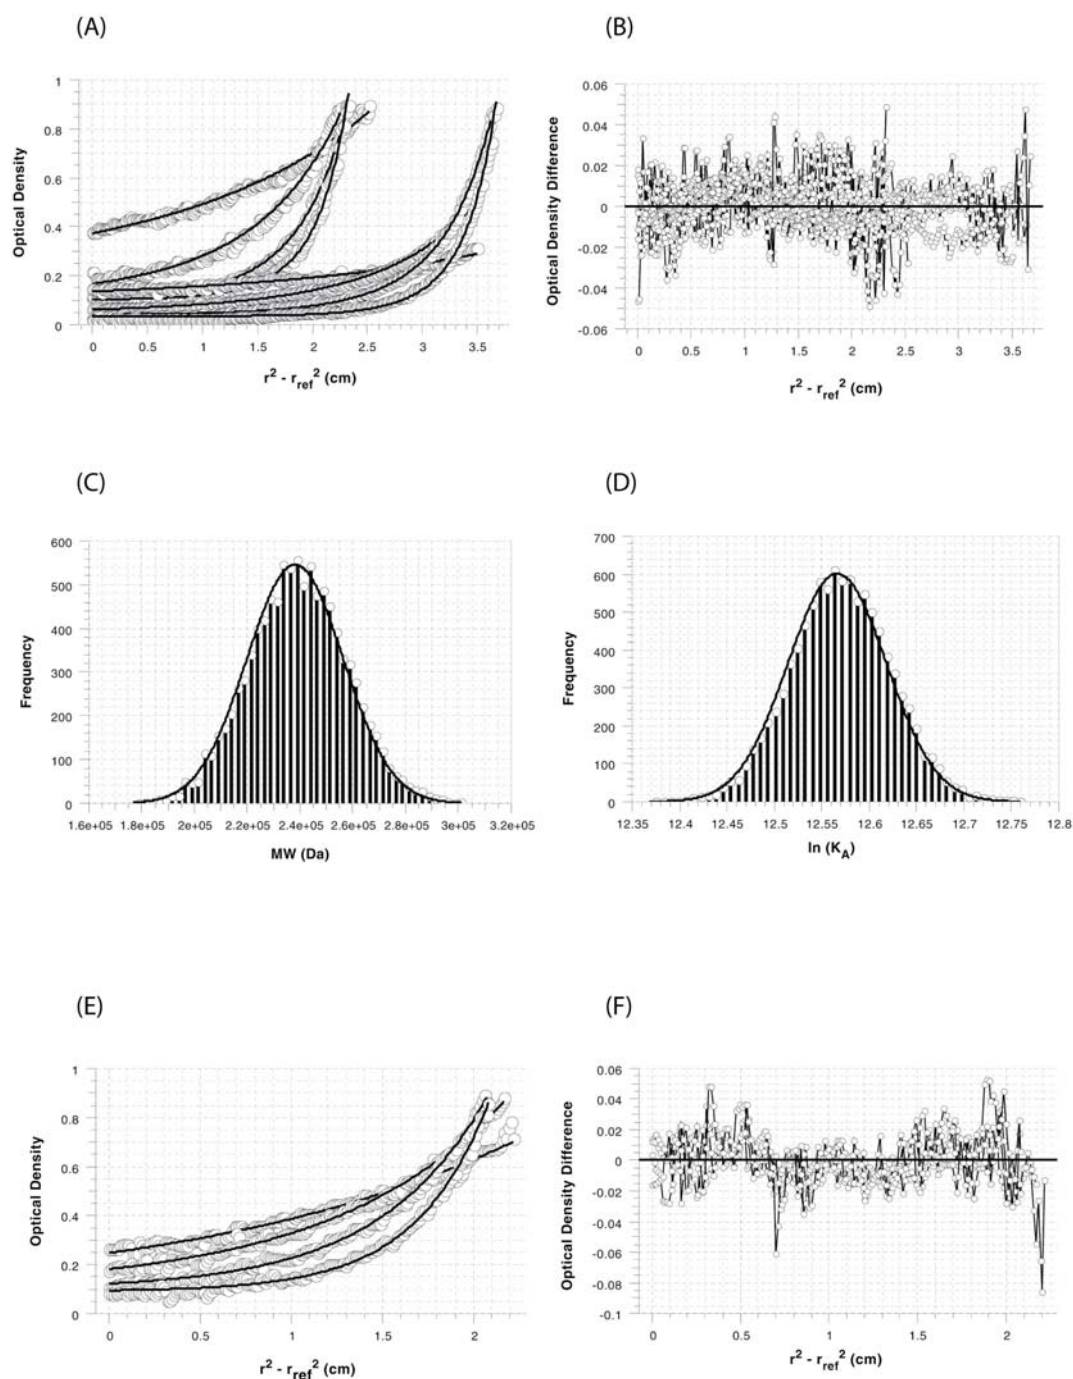 (A)
1
0.8
0.6
0.4
0.2
0
0 0.5 1 1.5 2 2.5 3 3.5
Optical Density
r² - r_ref² (cm)
(B)
0.06
0.04
0.02
0
-0.02
-0.04
-0.06
0 0.5 1 1.5 2 2.5 3 3.5
Optical Density Difference
r² - r_ref² (cm)
(C)
600
500
400
300
200
100
0
1.6e+05 1.8e+05 2e+05 2.2e+05 2.4e+05 2.6e+05 2.8e+05 3e+05 3.2e+05
Frequency
MW (Da)
(D)
700
600
500
400
300
200
100
0
12.35 12.4 12.45 12.5 12.55 12.6 12.65 12.7 12.75 12.8
Frequency
ln (K_A)
(E)
1
0.8
0.6
0.4
0.2
0
0 0.5 1 1.5 2
Optical Density
r² - r_ref² (cm)
(F)
0.06
0.04
0.02
0
-0.02
-0.04
-0.06
-0.08
-0.1
0 0.5 1 1.5 2
Optical Density Difference
r² - r_ref² (cm)